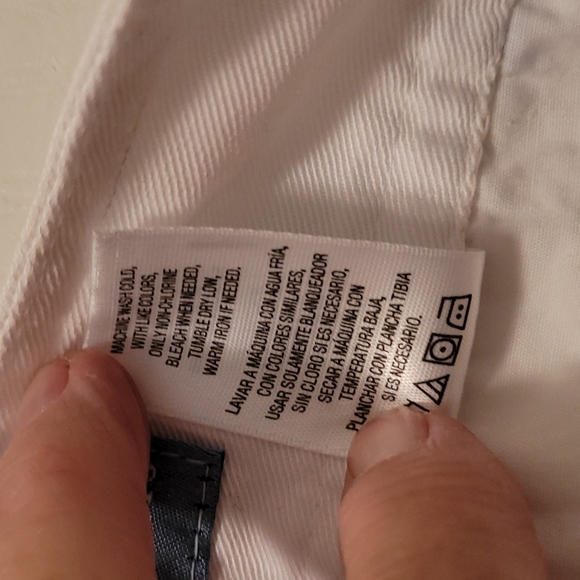 MACHINE WASH COLD,
WITH LIKE COLORS,
ONLY NON-CHLORINE
BLEACH WHEN NEEDED,
TUMBLE DRY LOW,
WARM IRON IF NEEDED.
LAVAR A MÁQUINA CON AGUA FRÍA,
CON COLORES SIMILARES,
USAR SOLAMENTE BLANQUEADOR
SIN CLORO SI ES NECESARIO,
SECAR A MÁQUINA CON
TEMPERATURA BAJA,
PLANCHAR CON PLANCHA TIBIA
SI ES NECESARIO.